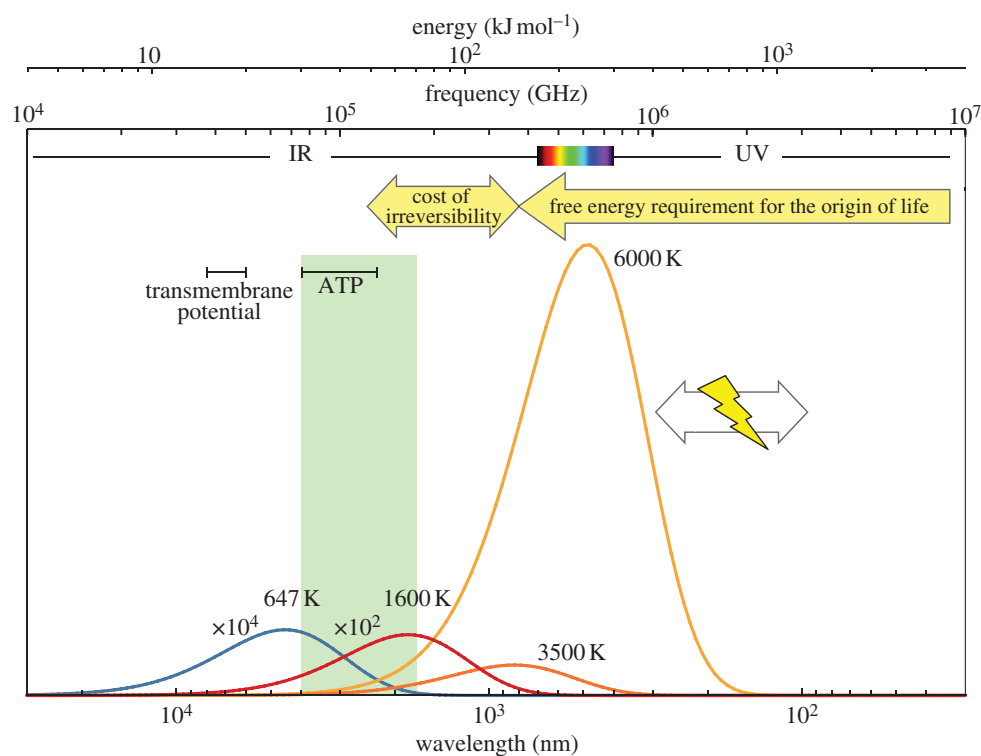 energy (kJ mol⁻¹)
10 10² 10³
frequency (GHz)
10⁴ 10⁵ 10⁶ 10⁷
IR UV
cost of
irreversibility
free energy requirement for the origin of life
6000 K
transmembrane
potential
ATP
647 K 1600 K
×10⁴ ×10²
3500 K
10⁴ 10³ 10²
wavelength (nm)